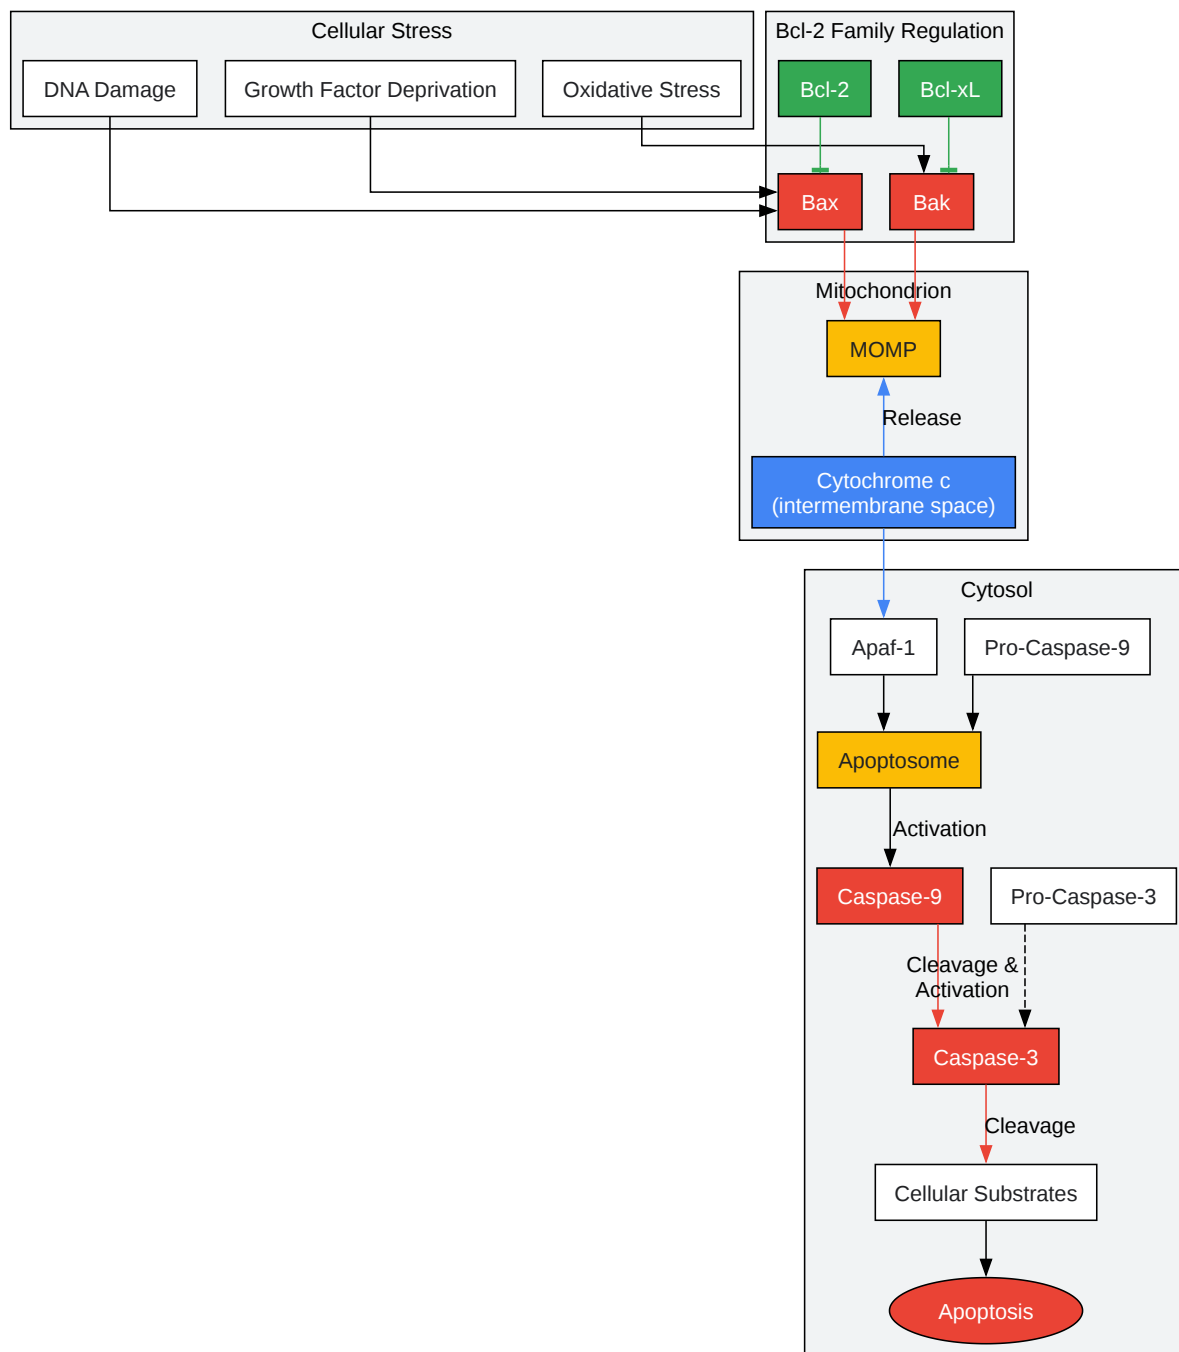 Cellular Stress
DNA Damage
Growth Factor Deprivation
Oxidative Stress
Bcl-2 Family Regulation
Bcl-2
Bcl-xL
Bax
Bak
Mitochondrion
MOMP
Release
Cytochrome c
(intermembrane space)
Cytosol
Apaf-1
Pro-Caspase-9
Apoptosome
Activation
Caspase-9
Pro-Caspase-3
Cleavage &
Activation
Caspase-3
Cleavage
Cellular Substrates
Apoptosis